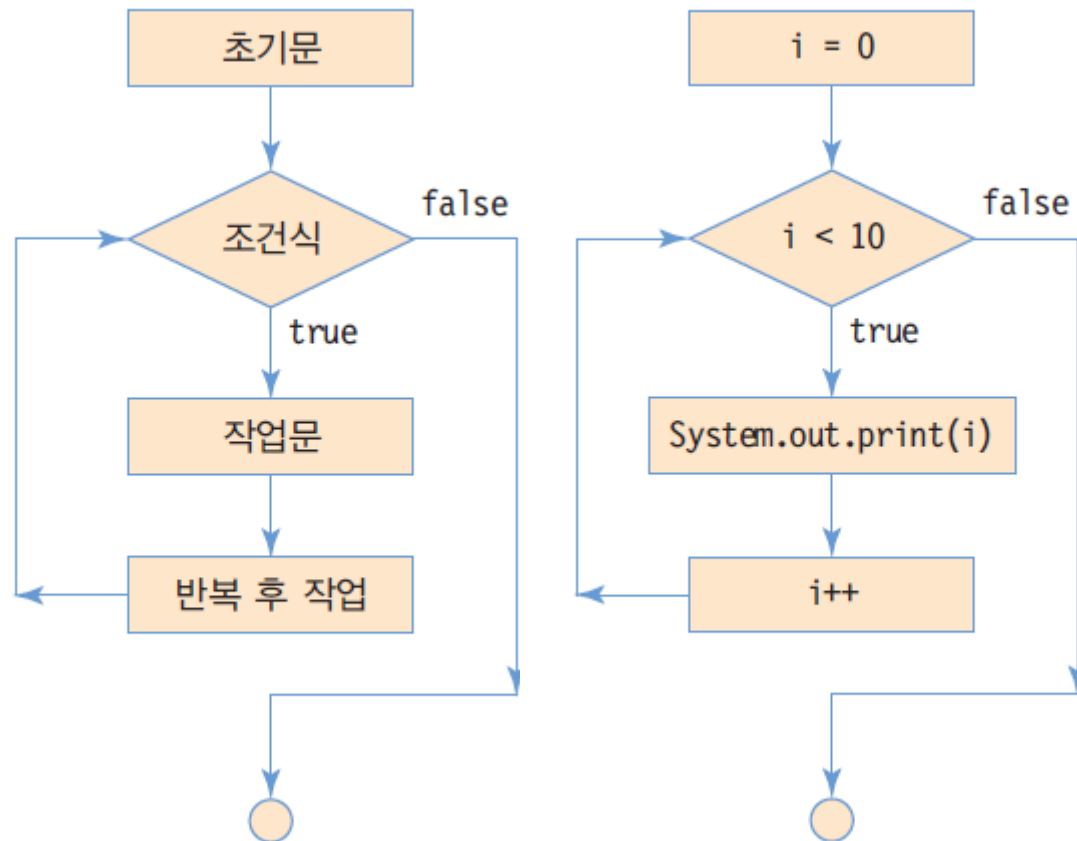 초기문
조건식
false
true
작업문
반복 후 작업
i = 0
i < 10
false
true
System.out.print(i)
i++